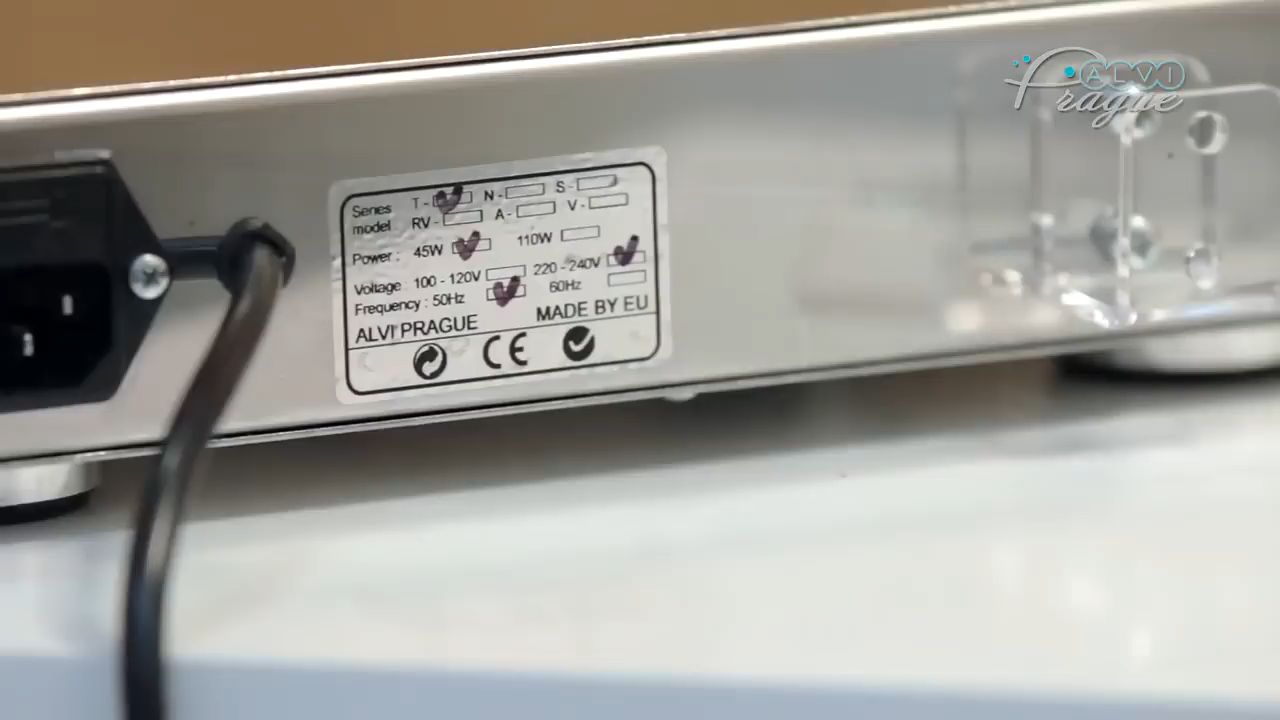 ALVI
Prague
Series T - N - S -
model RV - A - V -
Power : 45W 110W
Voltage 100 - 120V 220 - 240V
Frequency : 50Hz 60Hz
ALVI PRAGUE MADE BY EU
CE